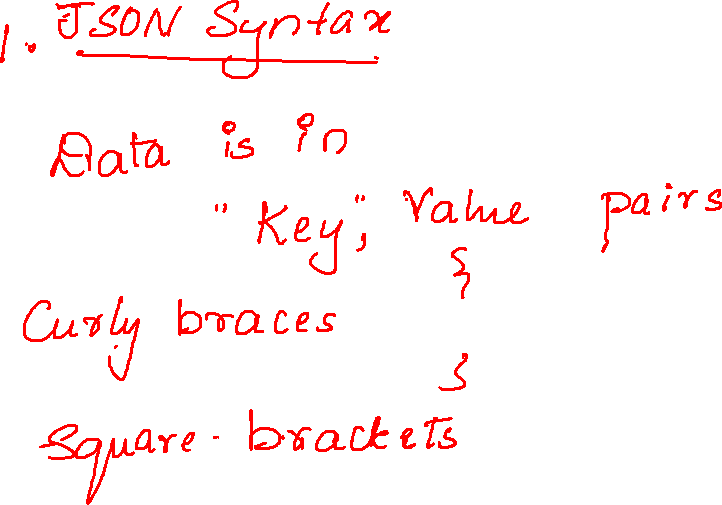 1. JSON Syntax
Data is in
"Key", Value pairs
{
Curly braces
}
Square brackets